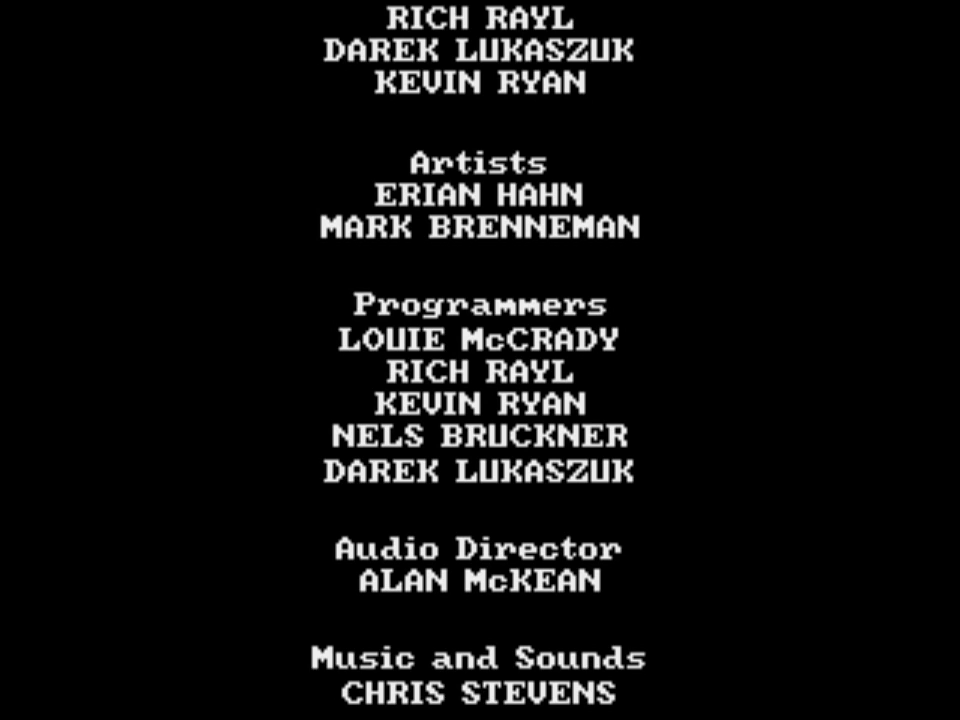 RICH RAYL
DAREK LUKASZUK
KEVIN RYAN
Artists
ERIAN HAHN
MARK BRENNEMAN
Programmers
LOUIE McCRADY
RICH RAYL
KEVIN RYAN
NELS BRUCKNER
DAREK LUKASZUK
Audio Director
ALAN McKEAN
Music and Sounds
CHRIS STEVENS